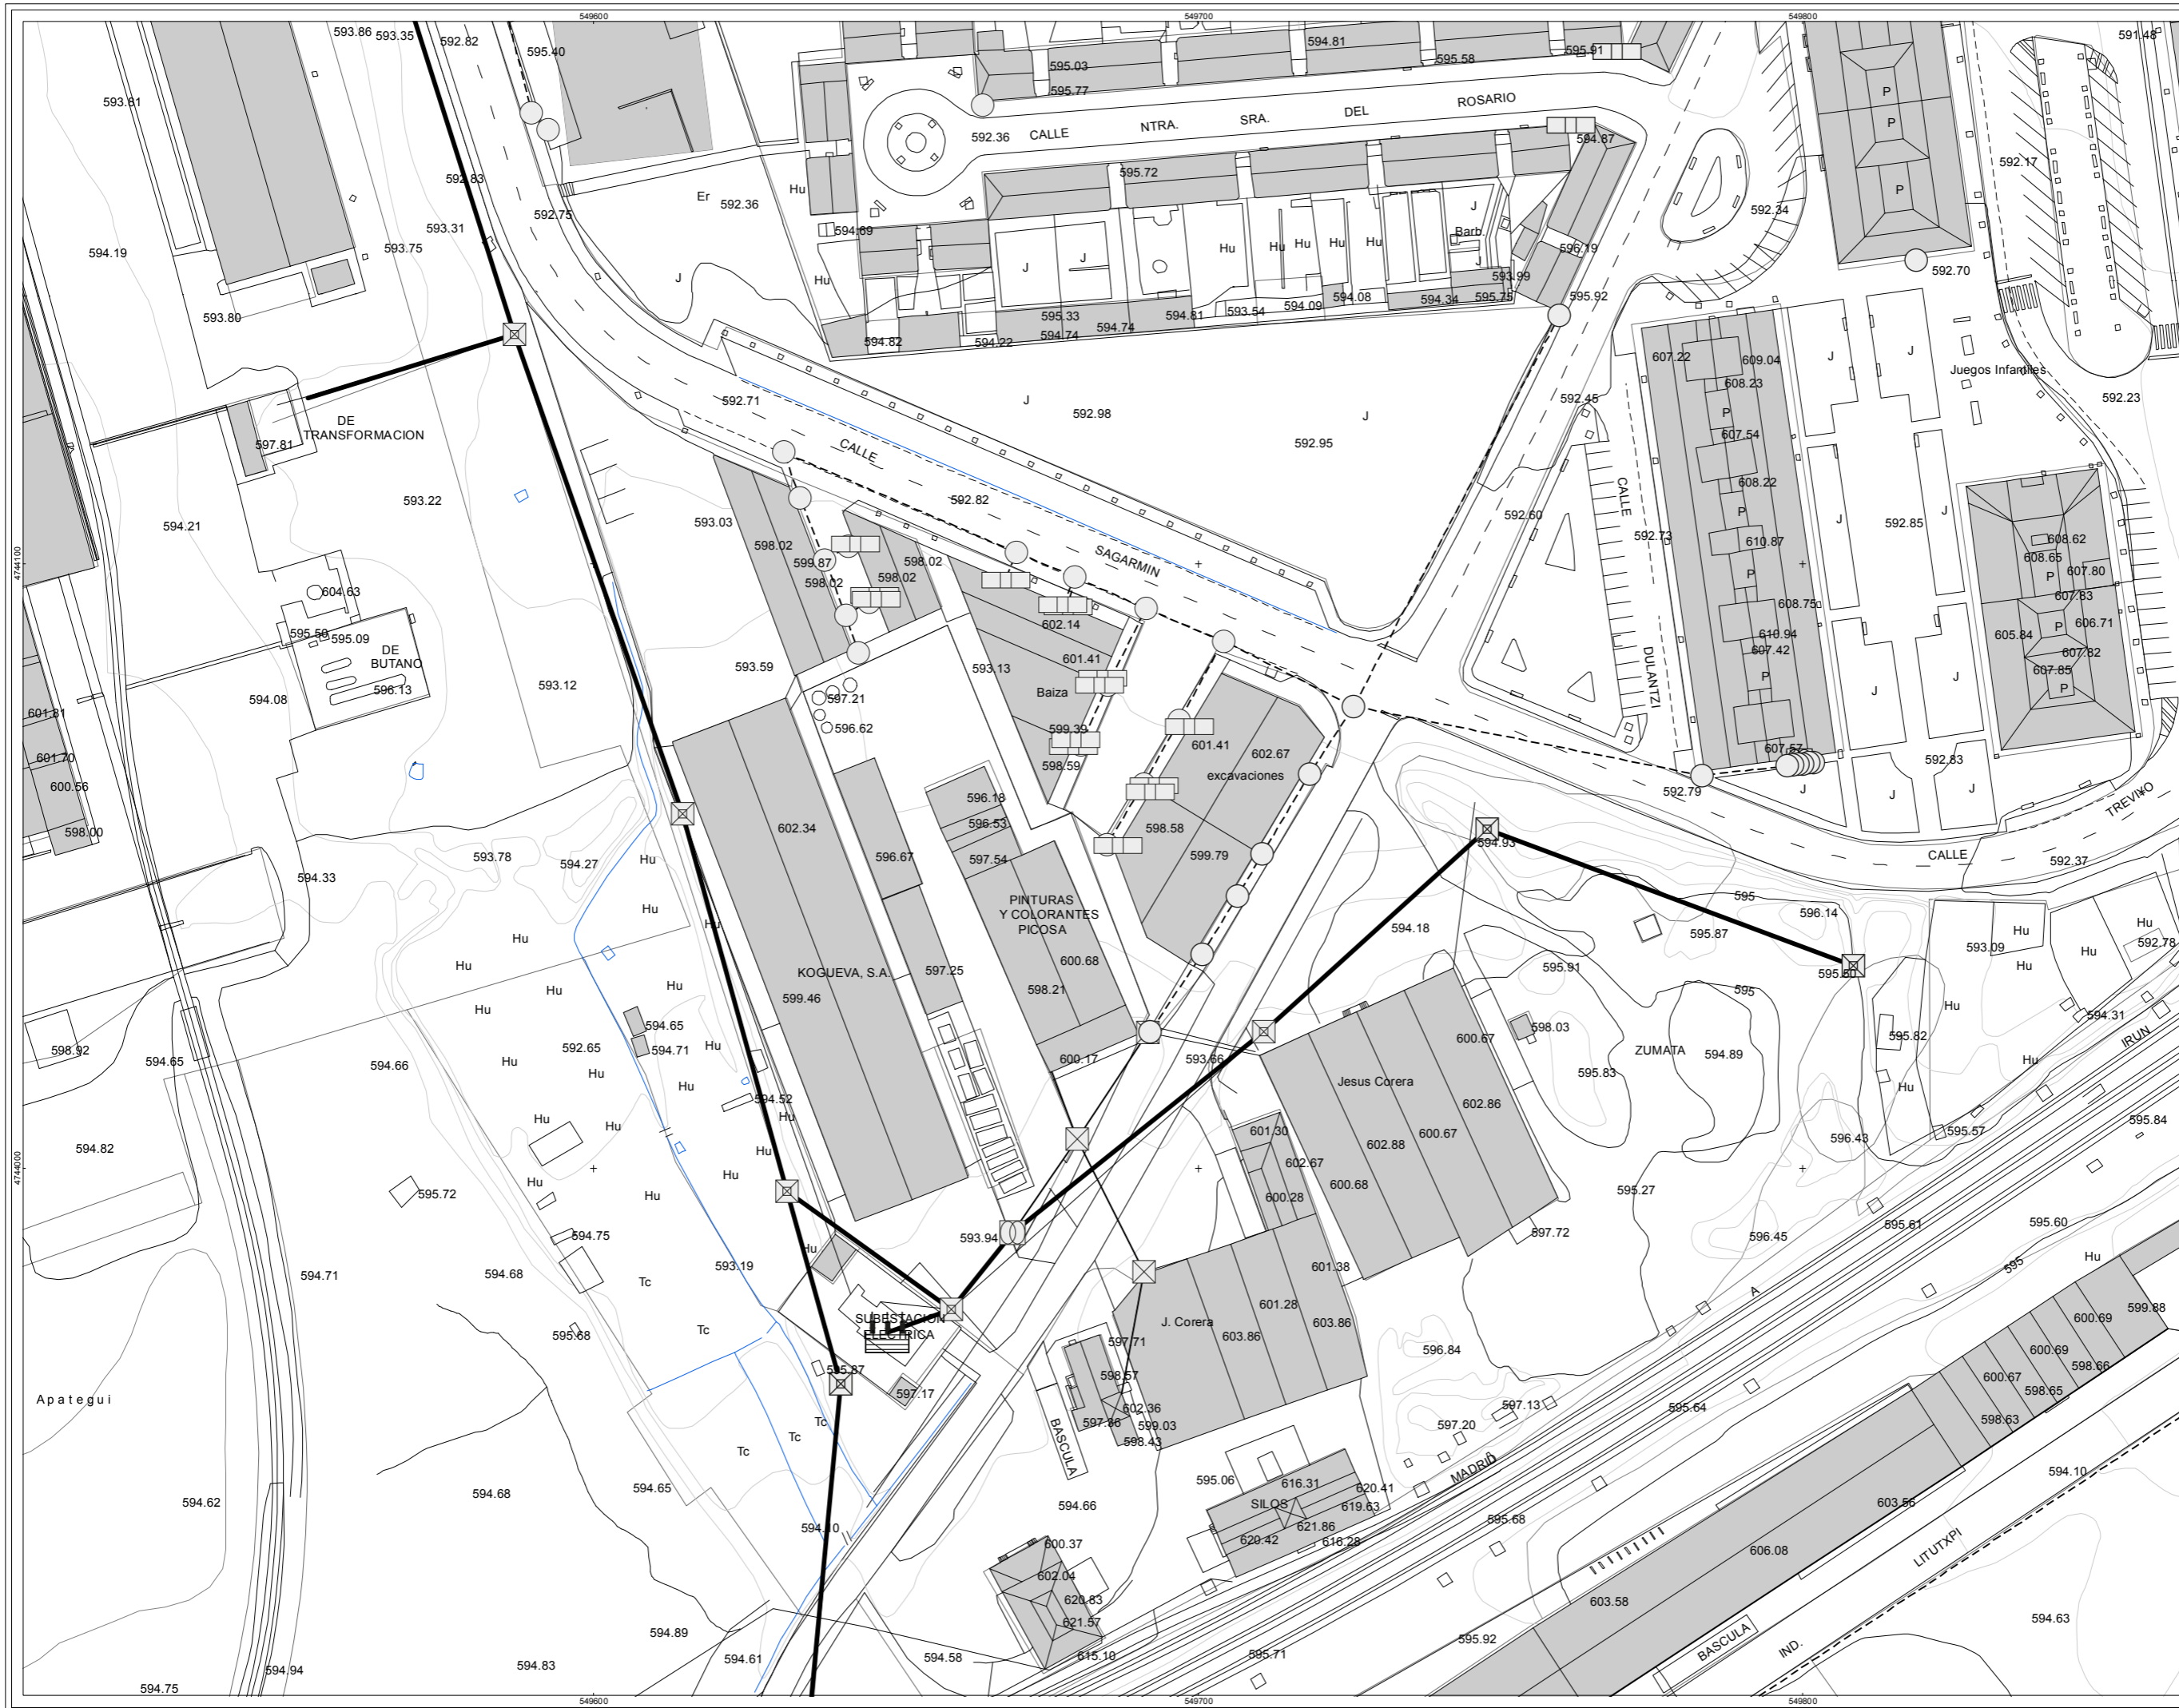 549600
549700
549800
593.86
593.35
592.82
595.40
594.81
595.03
595.58
595.91
595.77
591.48
593.81
CALLE NTRA. SRA. DEL ROSARIO
592.36
594.87
P
P
P
592.17
592.83
595.72
Er
592.36
Hu
592.34
593.31
592.75
593.75
594.69
Hu
J
Barb.
596.19
594.19
J
J
J
Hu
Hu
Hu
Hu
Hu
J
593.99
592.70
593.80
595.33
594.81
593.54
594.09
594.08
594.34
595.75
595.92
594.82
594.22
594.74
594.74
607.22
609.04
608.23
J
J
Juegos Infantiles
592.71
J
592.98
J
592.95
592.45
592.23
DE
TRANSFORMACION
597.81
CALLE
P
607.54
608.22
593.22
592.82
592.60
CALLE
DULANTZI
592.73
P
610.87
592.85
J
J
594.21
593.03
598.02
599.87
598.02
598.02
598.02
SAGARMIN
4744100
608.62
608.65
607.80
P
607.83
604.63
595.50
595.09
DE
BUTANO
596.13
602.14
601.41
593.13
Baiza
608.75
610.94
607.42
P
P
605.84
P
606.71
607.82
607.85
P
594.08
593.12
593.59
597.21
596.62
599.39
598.59
601.41
602.67
excavaciones
607.57
J
J
601.81
601.70
600.56
598.00
592.79
592.83
J
J
J
TREVIÑO
CALLE
592.37
602.34
596.18
596.53
597.54
598.58
599.79
596.67
594.93
593.78
594.27
Hu
594.33
PINTURAS
Y COLORANTES
PICOSA
594.18
595
596.14
595.87
Hu
Hu
Hu
Hu
Hu
593.09
Hu
Hu
592.78
Hu
KOGUEVA, S.A.
599.46
597.25
600.68
598.21
595.91
595.60
595
Hu
Hu
Hu
Hu
594.65
594.71
592.65
Hu
598.92
594.65
594.66
600.17
593.66
Jesus Corera
600.67
598.03
ZUMATA
594.89
595.83
595.82
Hu
Hu
594.31
IRUN
Hu
Hu
Hu
594.52
Hu
Hu
Hu
Hu
Hu
Hu
Hu
Hu
601.30
602.67
600.28
602.88
600.67
602.86
600.68
596.43
595.57
595.84
4744000
594.82
595.72
594.75
593.94
593.19
595.27
597.72
596.45
595.61
595.60
595
Hu
594.71
594.68
Tc
Tc
SUBESTACION
ELECTRICA
595.68
J. Corera
601.28
603.86
601.38
603.86
A
600.69
599.88
600.69
598.66
600.67
598.65
598.63
597.71
598.57
602.36
597.86
599.03
598.43
BASCULA
595.87
597.17
596.84
597.20
597.13
595.64
Apategui
Tc
Tc
Tc
594.62
594.68
594.65
594.10
594.66
595.06
SILOS
616.31
620.41
619.63
621.86
620.42
616.28
MADRID
595.68
594.10
603.56
606.08
LITUTXPI
600.37
602.04
620.83
621.57
615.10
603.58
594.63
594.89
594.61
594.58
595.71
595.92
BASCULA
IND.
594.83
594.94
594.75
549600
549700
549800